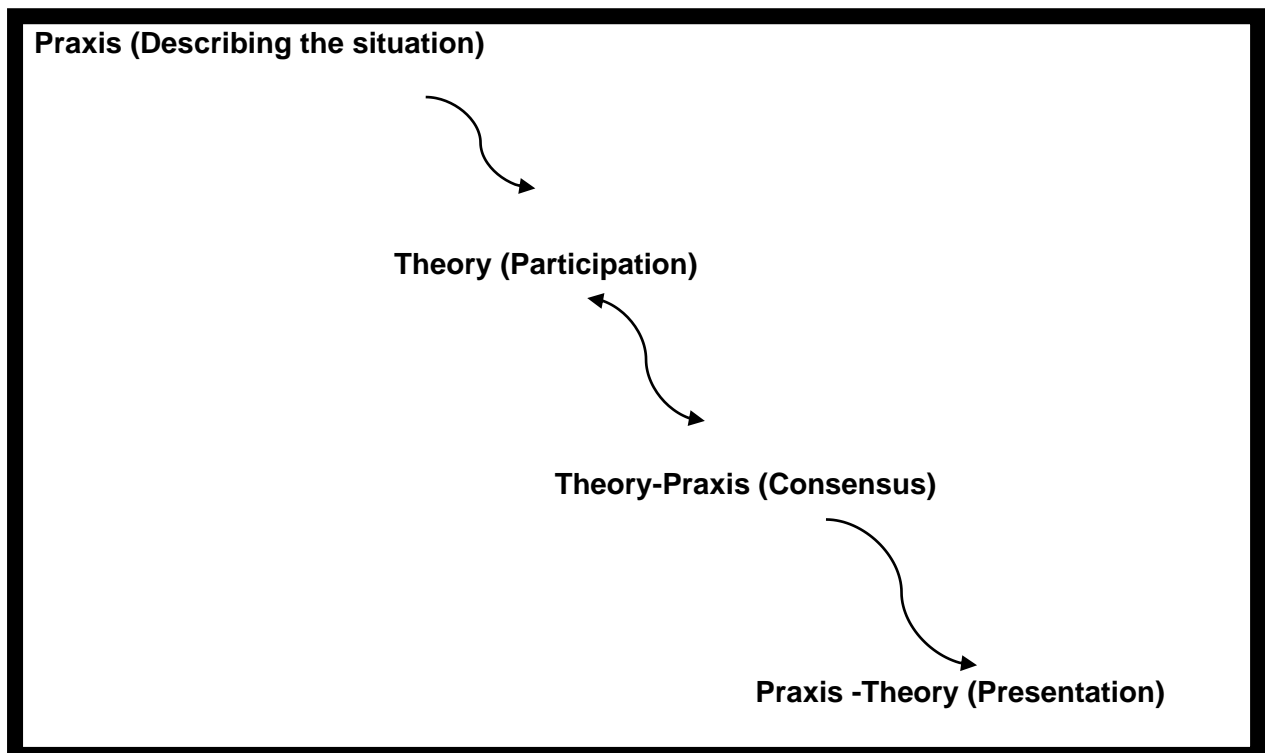 Praxis (Describing the situation)
Theory (Participation)
Theory-Praxis (Consensus)
Praxis -Theory (Presentation)